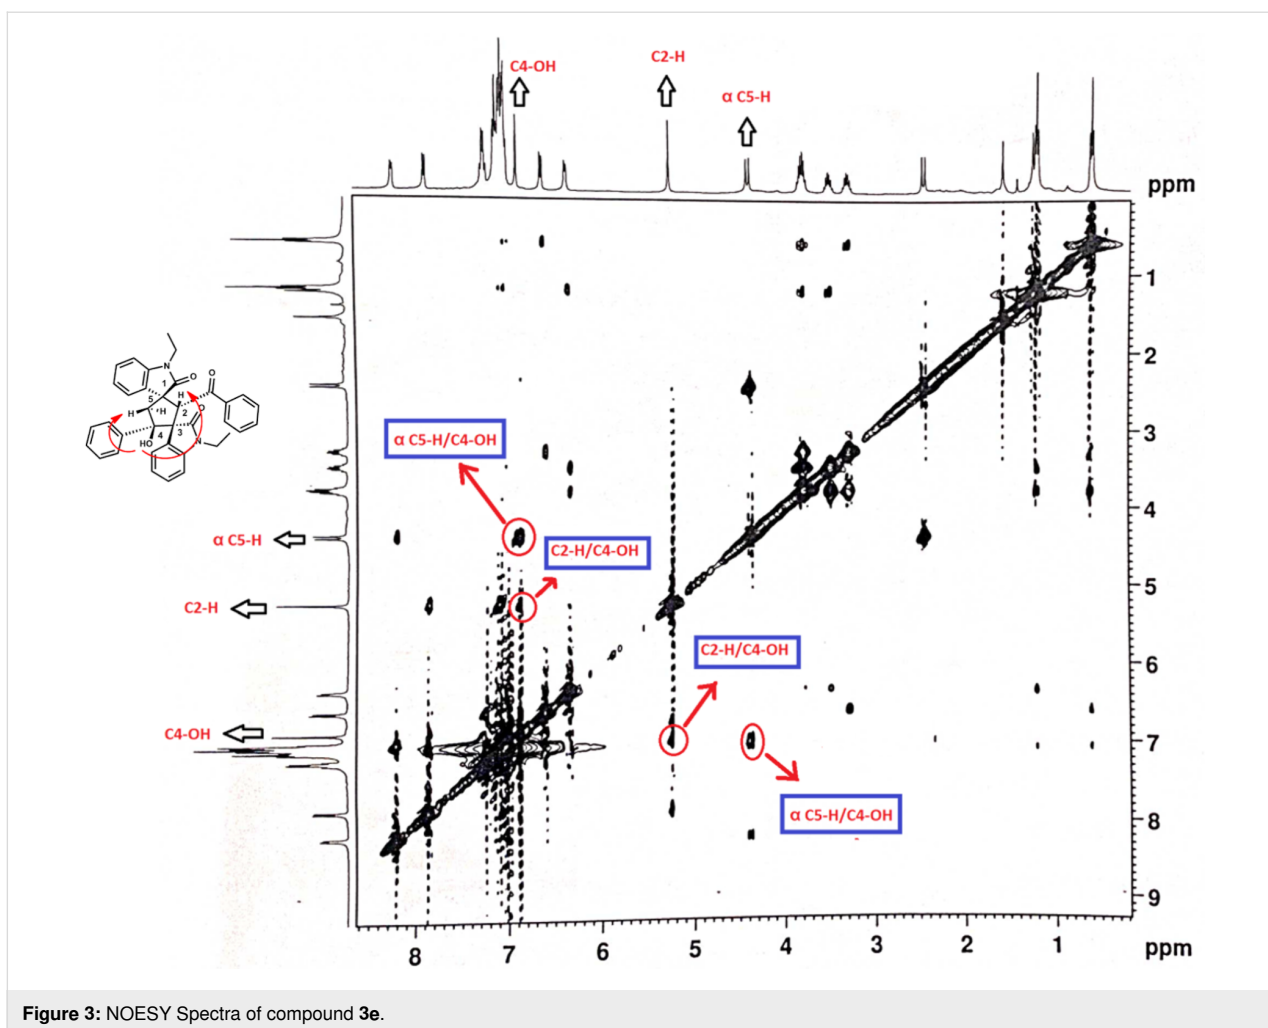 C4-OH
C2-H
α C5-H
ppm
1
2
3
4
5
6
7
8
9
α C5-H/C4-OH
C2-H/C4-OH
C2-H/C4-OH
α C5-H/C4-OH
α C5-H
C2-H
C4-OH
N
O
O
1
5
H
H
H
2
O
3
4
HO
N
8 7 6 5 4 3 2 1 ppm
Figure 3: NOESY Spectra of compound 3e.